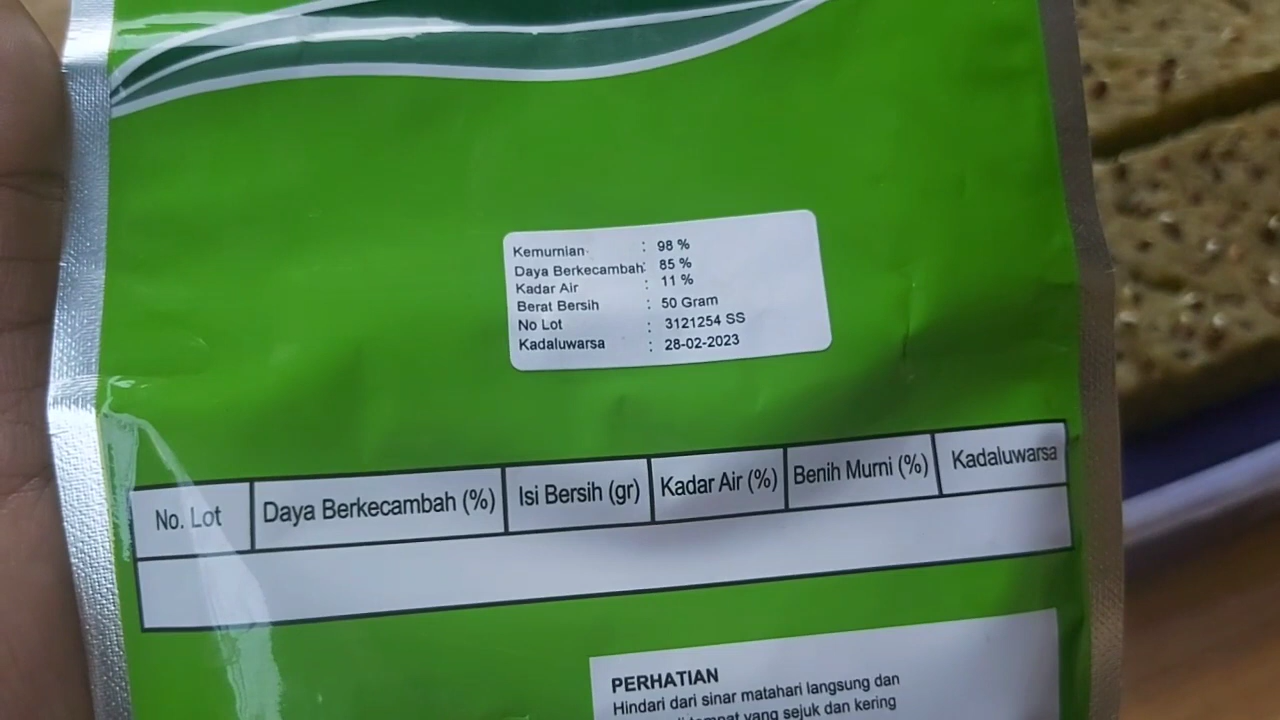 Kemurnian : 98 %
Daya Berkecambah : 85 %
Kadar Air : 11 %
Berat Bersih : 50 Gram
No Lot : 3121254 SS
Kadaluwarsa : 28-02-2023
No. Lot Daya Berkecambah (%) Isi Bersih (gr) Kadar Air (%) Benih Murni (%) Kadaluwarsa
PERHATIAN
Hindari dari sinar matahari langsung dan
tempat yang sejuk dan kering